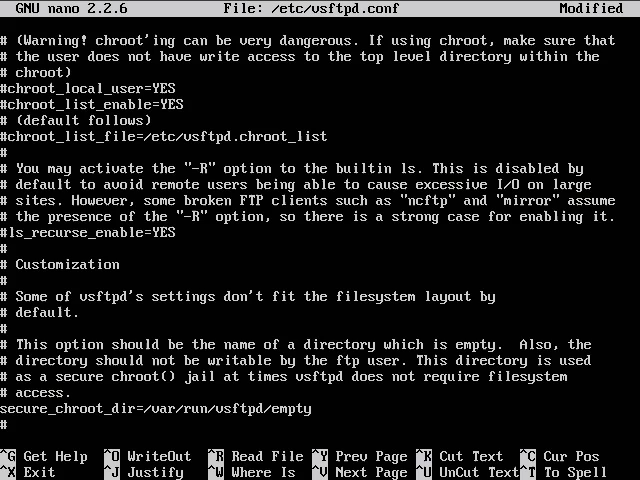 GNU nano 2.2.6 File: /etc/vsftpd.conf Modified
# (Warning! chroot'ing can be very dangerous. If using chroot, make sure that
# the user does not have write access to the top level directory within the
# chroot)
#chroot_local_user=YES
#chroot_list_enable=YES
# (default follows)
#chroot_list_file=/etc/vsftpd.chroot_list
#
# You may activate the "-R" option to the builtin ls. This is disabled by
# default to avoid remote users being able to cause excessive I/O on large
# sites. However, some broken FTP clients such as "ncftp" and "mirror" assume
# the presence of the "-R" option, so there is a strong case for enabling it.
#ls_recurse_enable=YES
#
# Customization
#
# Some of vsftpd's settings don't fit the filesystem layout by
# default.
#
# This option should be the name of a directory which is empty.  Also, the
# directory should not be writable by the ftp user. This directory is used
# as a secure chroot() jail at times vsftpd does not require filesystem
# access.
secure_chroot_dir=/var/run/vsftpd/empty
#
^G Get Help ^O WriteOut ^R Read File ^Y Prev Page ^K Cut Text ^C Cur Pos
^X Exit ^J Justify ^W Where Is ^V Next Page ^U UnCut Text ^T To Spell